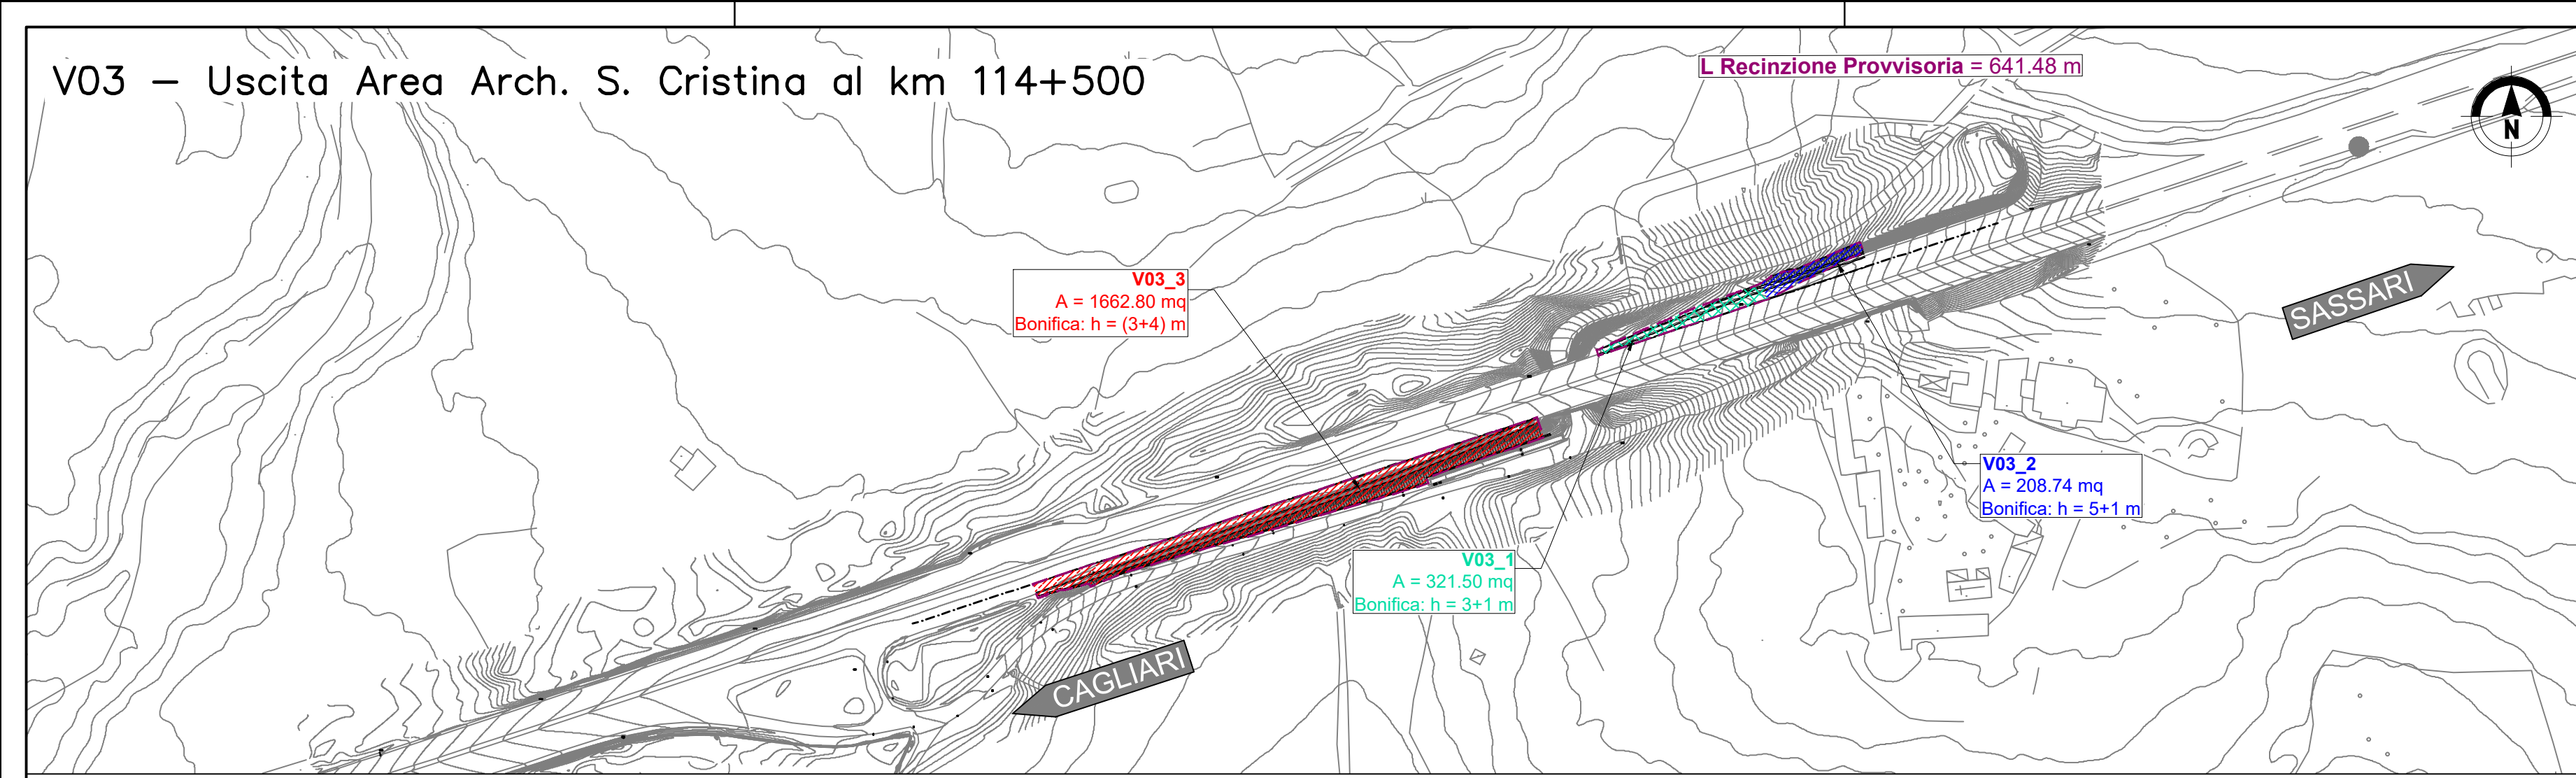 V03 - Uscita Area Arch. S. Cristina al km 114+500
L Recinzione Provvisoria = 641.48 m
N
SASSARI
V03_3
A = 1662.80 mq
Bonifica: h = (3+4) m
V03_2
A = 208.74 mq
Bonifica: h = 5+1 m
V03_1
A = 321.50 mq
Bonifica: h = 3+1 m
CAGLIARI